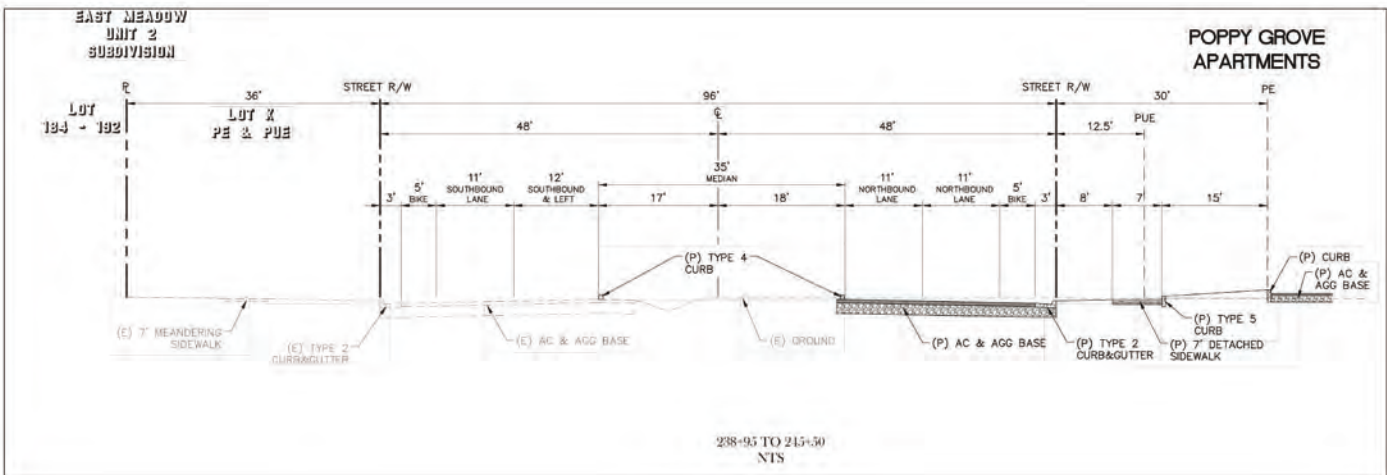 EAST MEADOW
UNIT 2
SUBDIVISION
POPPY GROVE
APARTMENTS
STREET R/W
STREET R/W
PE
36'
96'
30'
LOT
184 - 192
LOT X
PE & PUE
48'
48'
12.5'
PUE
35'
MEDIAN
3'
5'
BIKE
11'
SOUTHBOUND
LANE
12'
SOUTHBOUND
& LEFT
17'
18'
11'
NORTHBOUND
LANE
11'
NORTHBOUND
LANE
5'
BIKE
3'
8'
7'
15'
(P) TYPE 4
CURB
(P) CURB
(P) AC &
AGG BASE
(E) 7' MEANDERING
SIDEWALK
(E) TYPE 2
CURB&GUTTER
(E) AC & AGG BASE
(E) GROUND
(P) AC & AGG BASE
(P) TYPE 2
CURB&GUTTER
(P) TYPE 5
CURB
(P) 7' DETACHED
SIDEWALK
238+95 TO 245+50
NTS